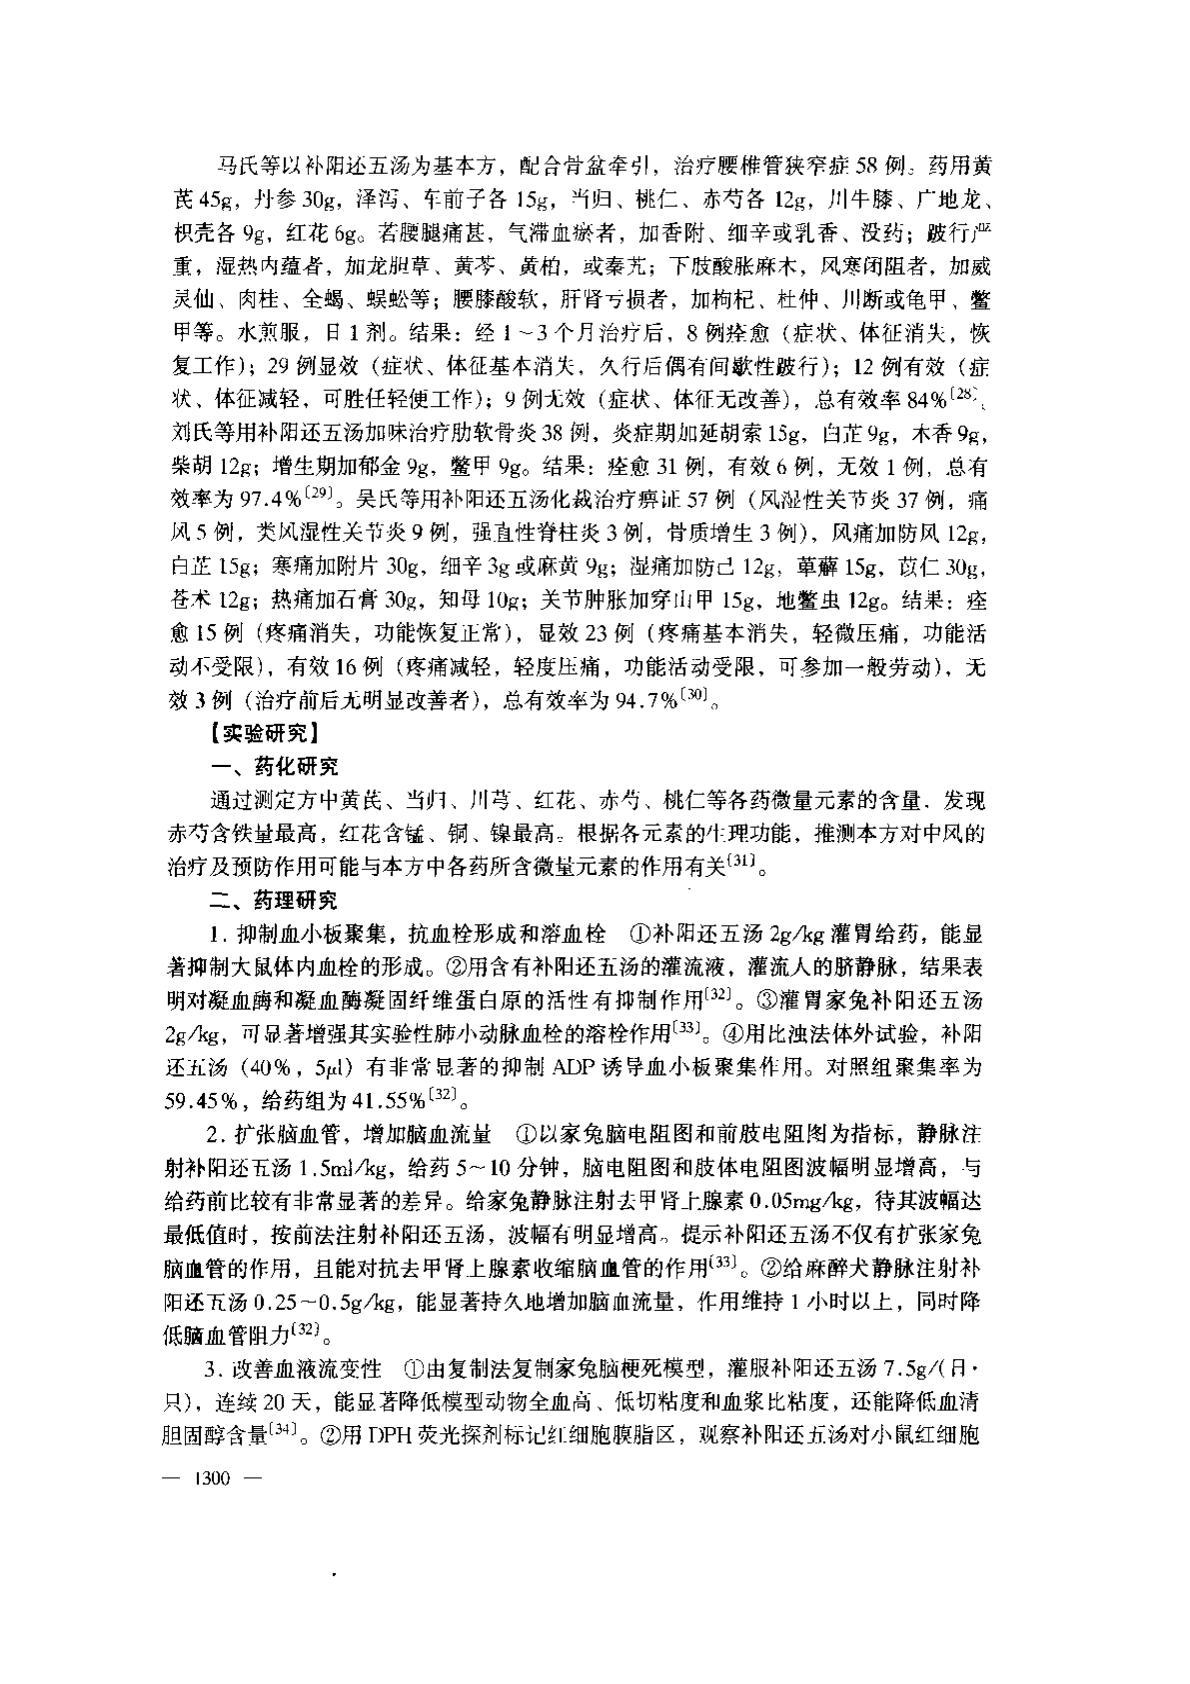 马氏等以补阳还五汤为基本方，配合骨盆牵引，治疗腰椎管狭窄症 58 例。药用黄
芪 45g，丹参 30g，泽泻、车前子各 15g，当归、桃仁、赤芍各 12g，川牛膝、广地龙、
枳壳各 9g，红花 6g。若腰腿痛甚，气滞血瘀者，加香附、细辛或乳香、没药；跛行严
重，湿热内蕴者，加龙胆草、黄芩、黄柏，或秦艽；下肢酸胀麻木，风寒闭阻者，加威
灵仙、肉桂、全蝎、蜈蚣等；腰膝酸软，肝肾亏损者，加枸杞、杜仲、川断或龟甲、鳖
甲等。水煎服，日 1 剂。结果：经 1～3 个月治疗后，8 例痊愈（症状、体征消失，恢
复工作）；29 例显效（症状、体征基本消失，久行后偶有间歇性跛行）；12 例有效（症
状、体征减轻，可胜任轻便工作）；9 例无效（症状、体征无改善），总有效率 84%〔28〕。
刘氏等用补阳还五汤加味治疗肋软骨炎 38 例，炎症期加延胡索 15g，白芷 9g，木香 9g，
柴胡 12g；增生期加郁金 9g，鳖甲 9g。结果：痊愈 31 例，有效 6 例，无效 1 例，总有
效率为 97.4%〔29〕。吴氏等用补阳还五汤化裁治疗痹证 57 例（风湿性关节炎 37 例，痛
风 5 例，类风湿性关节炎 9 例，强直性脊柱炎 3 例，骨质增生 3 例），风痛加防风 12g，
白芷 15g；寒痛加附片 30g，细辛 3g 或麻黄 9g；湿痛加防己 12g，萆薢 15g，苡仁 30g，
苍术 12g；热痛加石膏 30g，知母 10g；关节肿胀加穿山甲 15g，地鳖虫 12g。结果：痊
愈 15 例（疼痛消失，功能恢复正常），显效 23 例（疼痛基本消失，轻微压痛，功能活
动不受限），有效 16 例（疼痛减轻，轻度压痛，功能活动受限，可参加一般劳动），无
效 3 例（治疗前后无明显改善者），总有效率为 94.7%〔30〕。
【实验研究】
一、药化研究
通过测定方中黄芪、当归、川芎、红花、赤芍、桃仁等各药微量元素的含量，发现
赤芍含铁量最高，红花含锰、铜、镍最高。根据各元素的生理功能，推测本方对中风的
治疗及预防作用可能与本方中各药所含微量元素的作用有关〔31〕。
二、药理研究
1. 抑制血小板聚集，抗血栓形成和溶血栓　①补阳还五汤 2g/kg 灌胃给药，能显
著抑制大鼠体内血栓的形成。②用含有补阳还五汤的灌流液，灌流人的脐静脉，结果表
明对凝血酶和凝血酶凝固纤维蛋白原的活性有抑制作用〔32〕。③灌胃家兔补阳还五汤
2g/kg，可显著增强其实验性肺小动脉血栓的溶栓作用〔33〕。④用比浊法体外试验，补阳
还五汤（40%，5μl）有非常显著的抑制 ADP 诱导血小板聚集作用。对照组聚集率为
59.45%，给药组为 41.55%〔32〕。
2. 扩张脑血管，增加脑血流量　①以家兔脑电阻图和前肢电阻图为指标，静脉注
射补阳还五汤 1.5ml/kg，给药 5～10 分钟，脑电阻图和肢体电阻图波幅明显增高，与
给药前比较有非常显著的差异。给家兔静脉注射去甲肾上腺素 0.05mg/kg，待其波幅达
最低值时，按前法注射补阳还五汤，波幅有明显增高。提示补阳还五汤不仅有扩张家兔
脑血管的作用，且能对抗去甲肾上腺素收缩脑血管的作用〔33〕。②给麻醉犬静脉注射补
阳还五汤 0.25～0.5g/kg，能显著持久地增加脑血流量，作用维持 1 小时以上，同时降
低脑血管阻力〔32〕。
3. 改善血液流变性　①由复制法复制家兔脑梗死模型，灌服补阳还五汤 7.5g/(日·
只)，连续 20 天，能显著降低模型动物全血高、低切粘度和血浆比粘度，还能降低血清
胆固醇含量〔34〕。②用 DPH 荧光探剂标记红细胞膜脂区，观察补阳还五汤对小鼠红细胞
— 1300 —